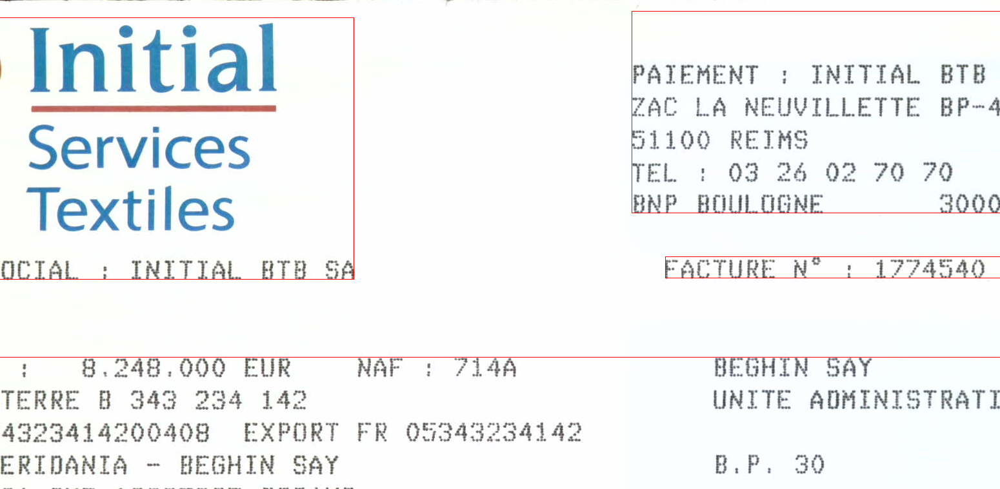 Initial
Services
Textiles
OCIAL : INITIAL BTB SA
PAIEMENT : INITIAL BTB
ZAC LA NEUVILLETTE BP-4
51100 REIMS
TEL : 03 26 02 70 70
BNP BOULOGNE 3000
FACTURE N° : 1774540
: 8.248.000 EUR NAF : 714A
TERRE B 343 234 142
4323414200408 EXPORT FR 05343234142
ERIDANIA - BEGHIN SAY
BEGHIN SAY
UNITE ADMINISTRATI
B.P. 30